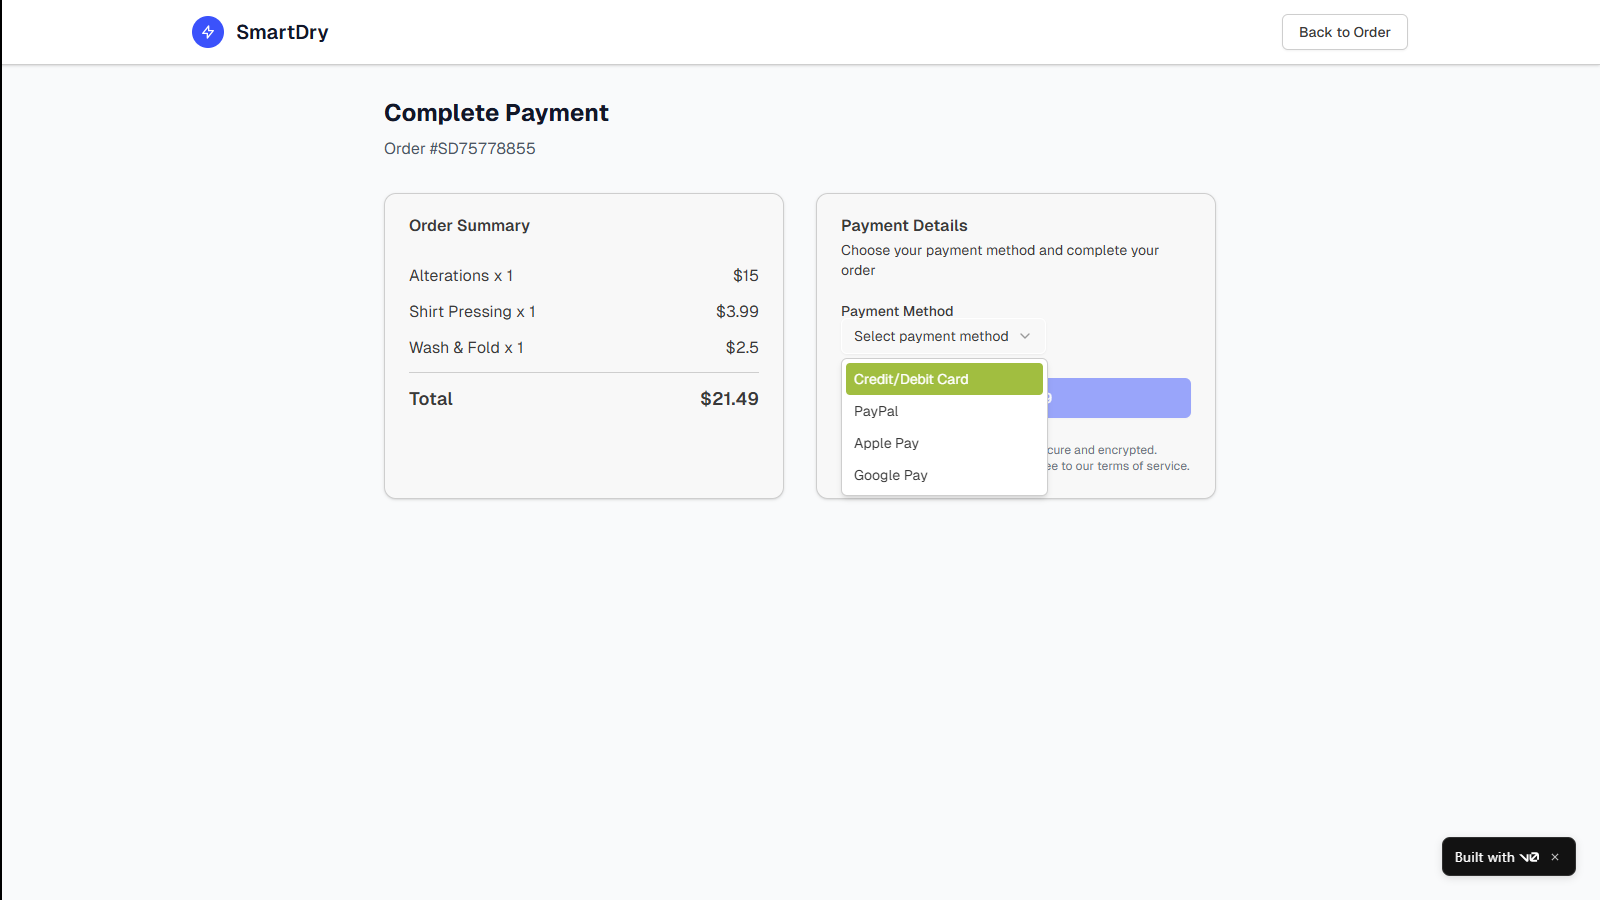 SmartDry
Back to Order
Complete Payment
Order #SD75778855
Order Summary
Alterations x 1 $15
Shirt Pressing x 1 $3.99
Wash & Fold x 1 $2.5
Total $21.49
Payment Details
Choose your payment method and complete your
order
Payment Method
Select payment method
Credit/Debit Card
PayPal
Apple Pay
Google Pay
and encrypted.
to our terms of service.
Built with v0